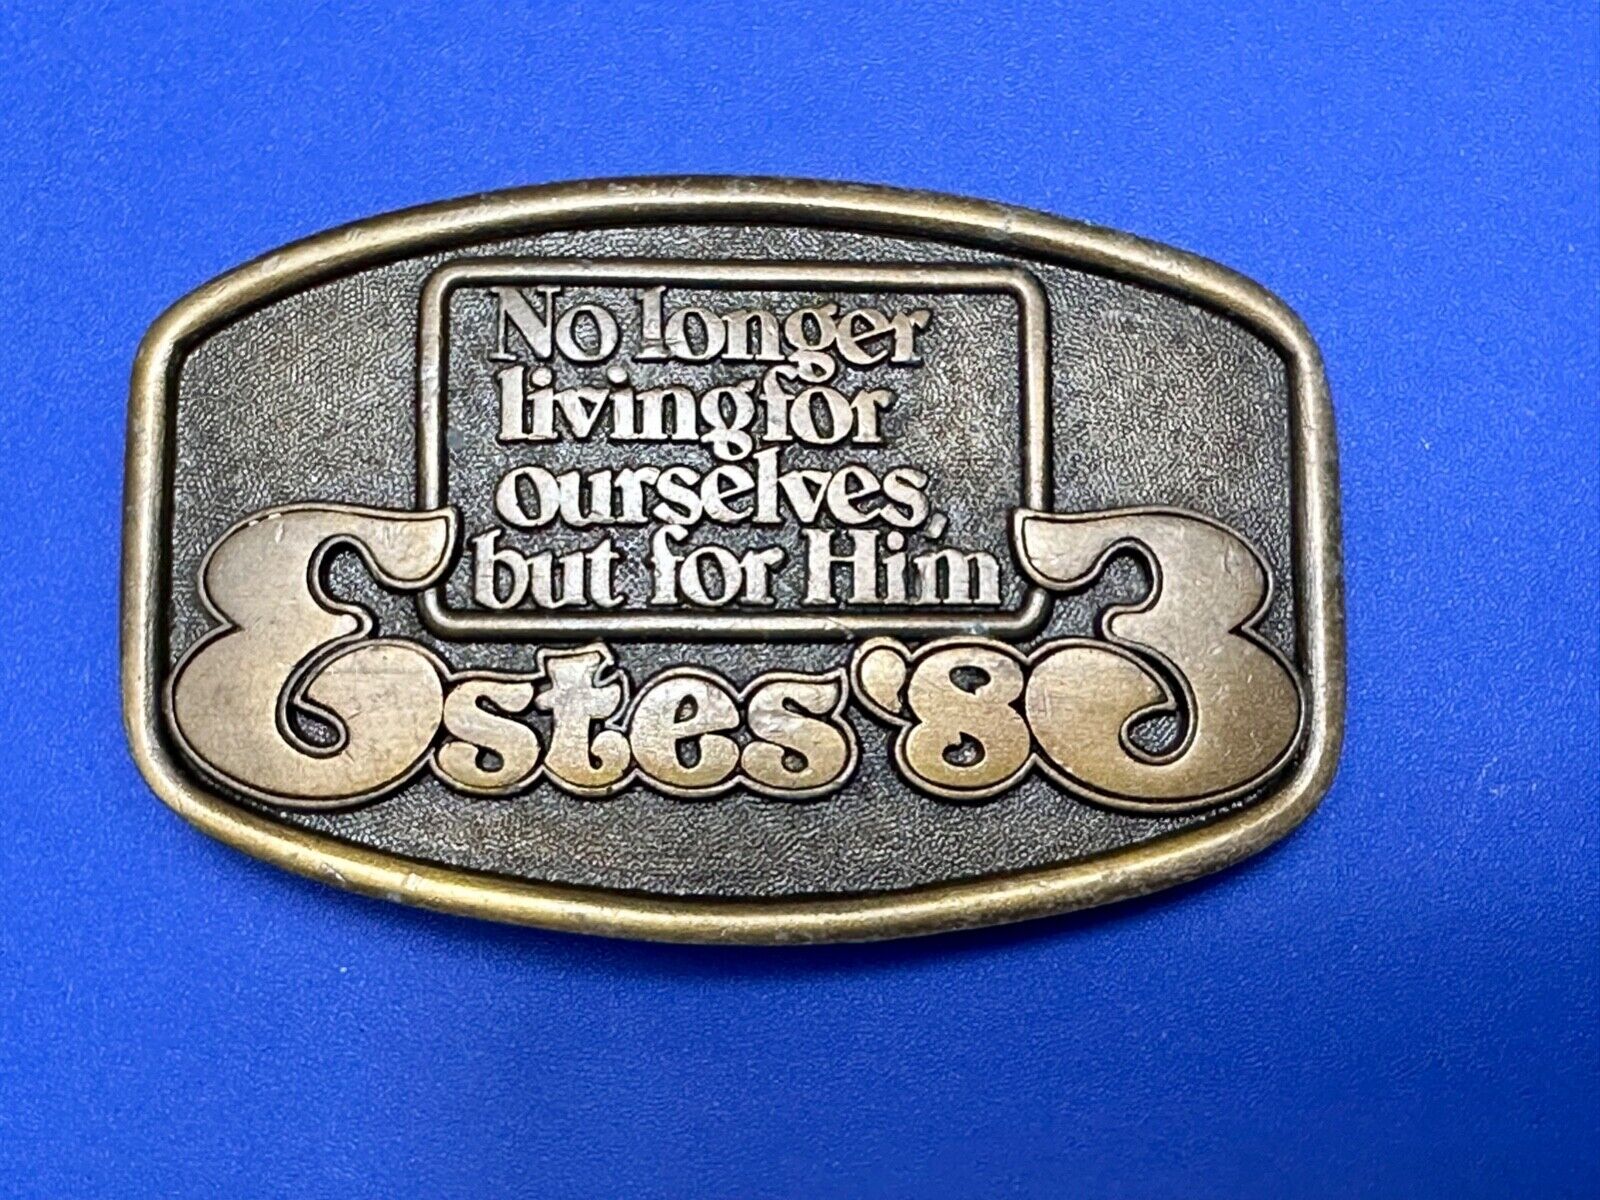 No longer
living for
ourselves,
but for Him
Estes '83